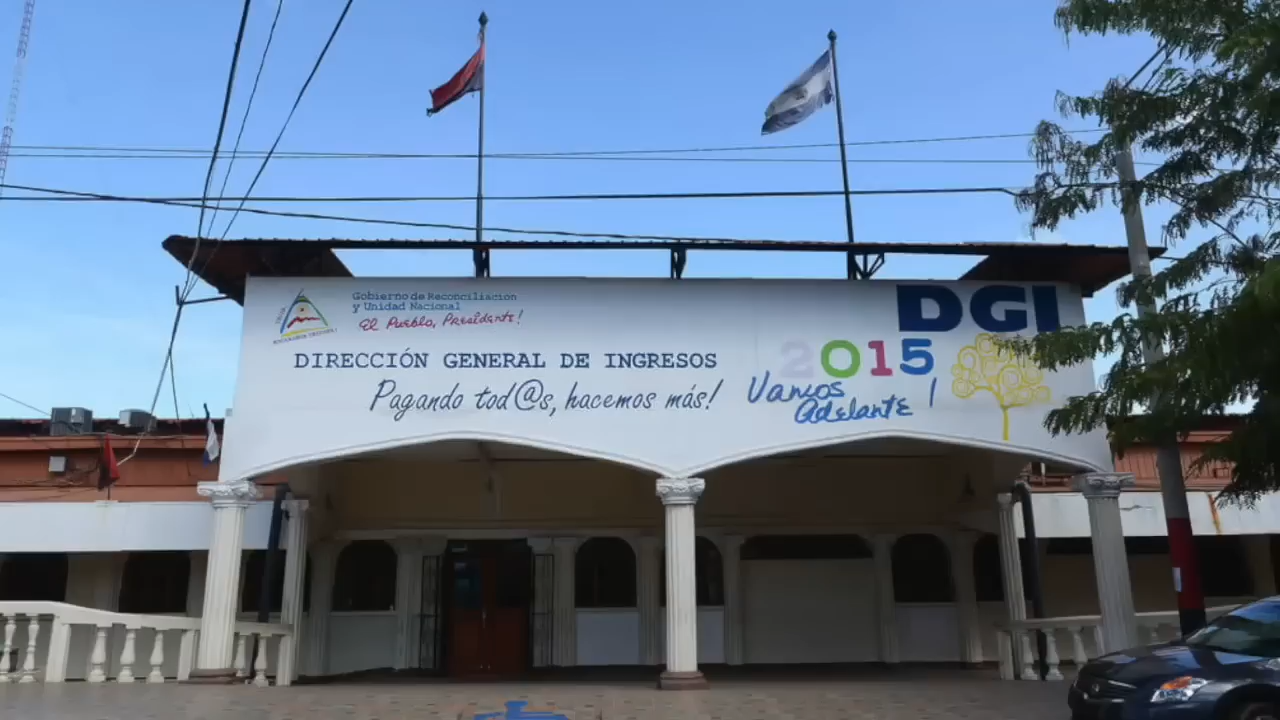 Gobierno de Reconciliación
y Unidad Nacional
El Pueblo, Presidente!
DIRECCIÓN GENERAL DE INGRESOS
Pagando tod@s, hacemos más!
DGI
2015
Vamos
Adelante!